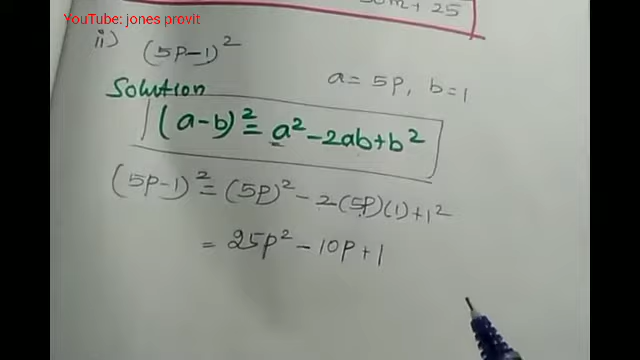 YouTube: jones provit
m + 25
ii) (5p-1)²
Solution
a = 5p, b = 1
(a-b)² = a² - 2ab + b²
(5p-1)² = (5p)² - 2(5p)(1) + 1²
= 25p² - 10p + 1